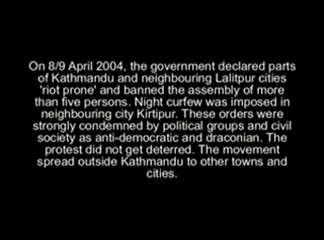 On 8/9 April 2004, the government declared parts
of Kathmandu and neighbouring Lalitpur cities
'riot prone' and banned the assembly of more
than five persons. Night curfew was imposed in
neighbouring city Kirtipur. These orders were
strongly condemned by political groups and civil
society as anti-democratic and draconian. The
protest did not get deterred. The movement
spread outside Kathmandu to other towns and
cities.